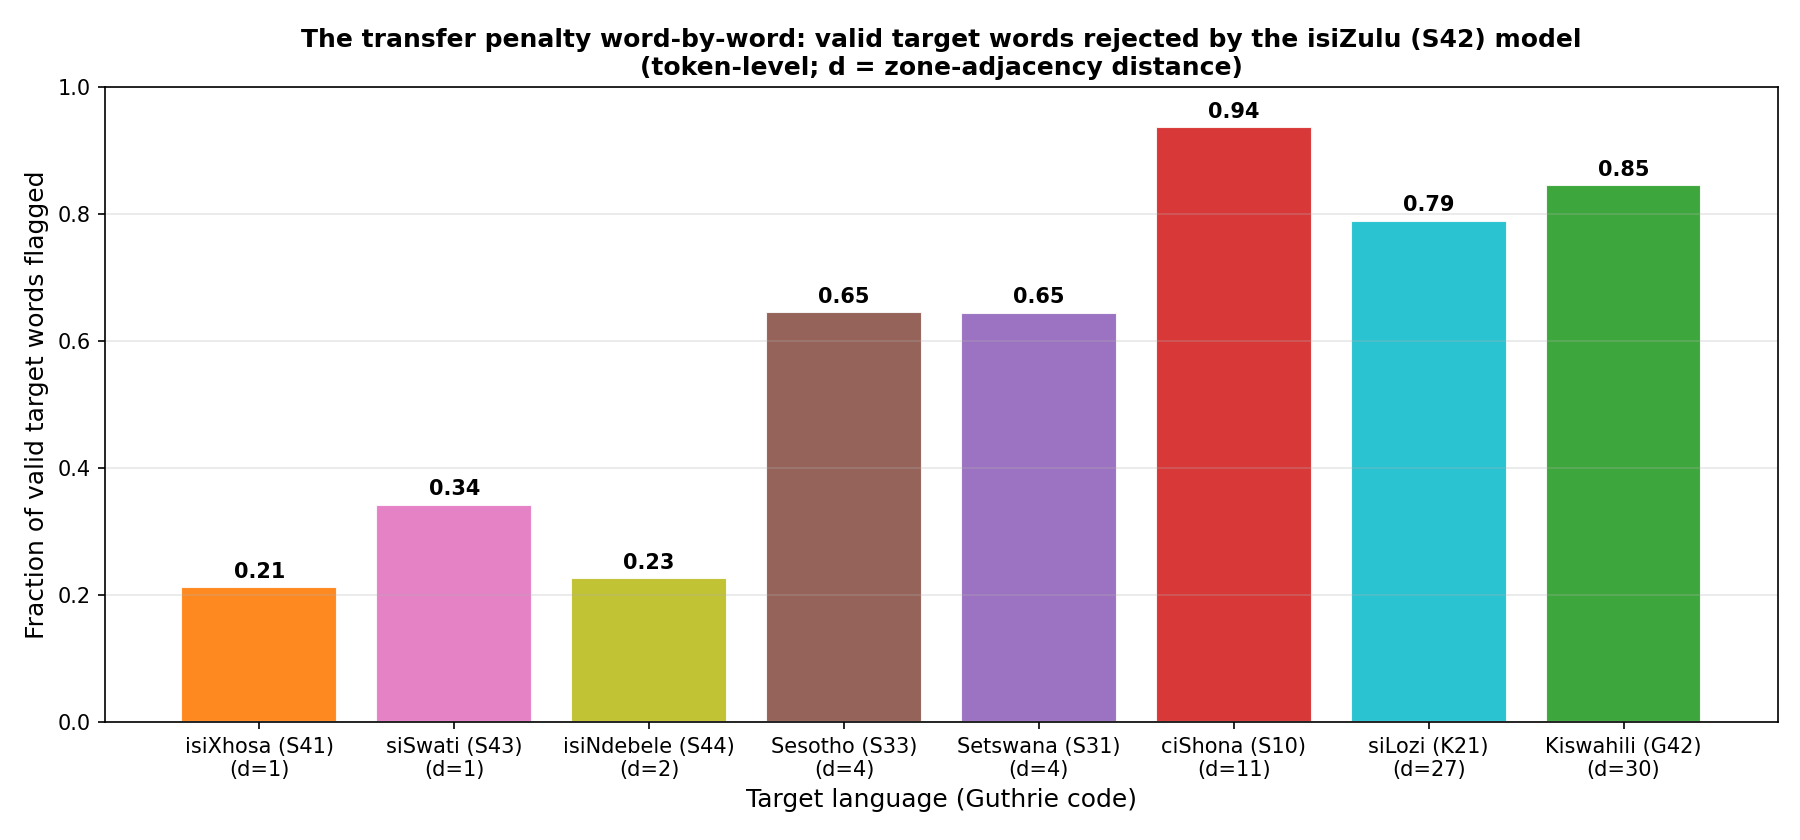 The transfer penalty word-by-word: valid target words rejected by the isiZulu (S42) model
(token-level; d = zone-adjacency distance)
Fraction of valid target words flagged
1.0
0.8
0.6
0.4
0.2
0.0
0.21
0.34
0.23
0.65
0.65
0.94
0.79
0.85
isiXhosa (S41)
(d=1)
siSwati (S43)
(d=1)
isiNdebele (S44)
(d=2)
Sesotho (S33)
(d=4)
Setswana (S31)
(d=4)
ciShona (S10)
(d=11)
siLozi (K21)
(d=27)
Kiswahili (G42)
(d=30)
Target language (Guthrie code)